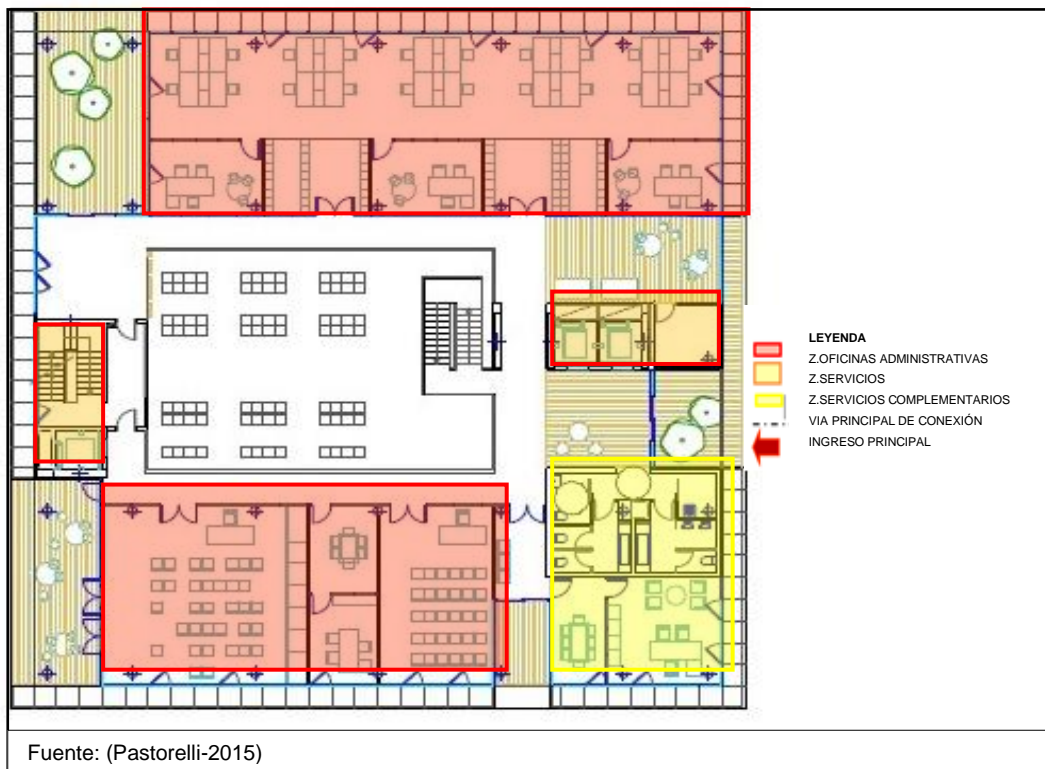 LEYENDA
Z.OFICINAS ADMINISTRATIVAS
Z.SERVICIOS
Z.SERVICIOS COMPLEMENTARIOS
VIA PRINCIPAL DE CONEXIÓN
INGRESO PRINCIPAL
Fuente: (Pastorelli-2015)